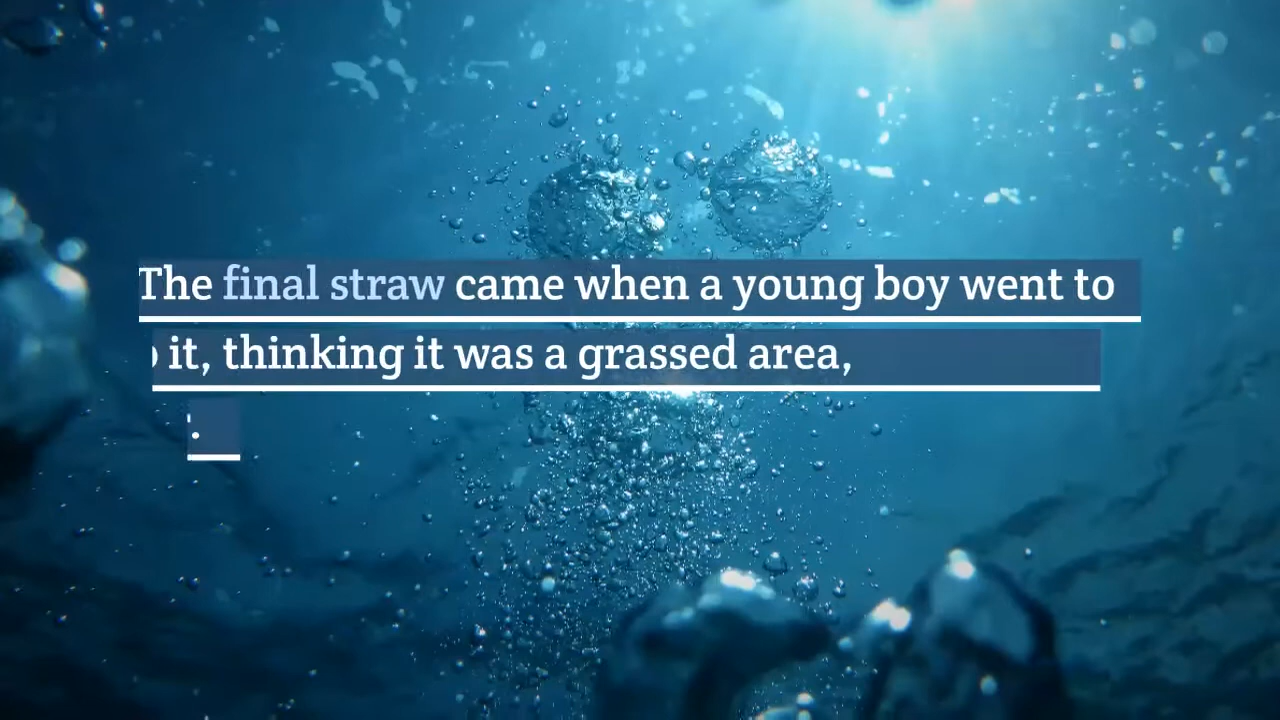 The final straw came when a young boy went to
it, thinking it was a grassed area,
.